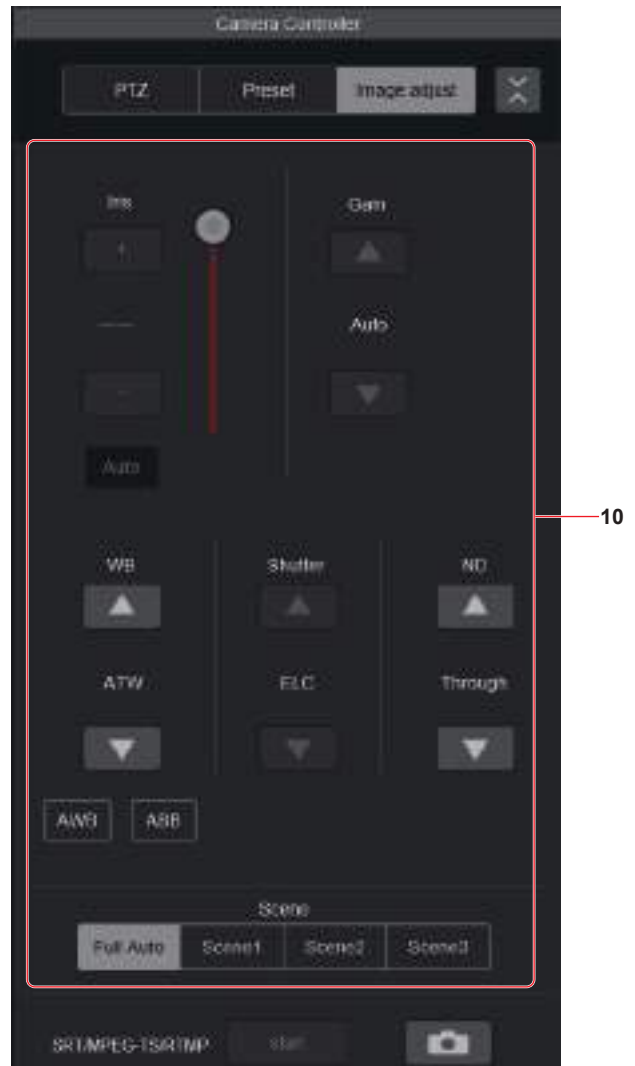 Camera Controller
PTZ Preset Image adjust
Iris Gain
+
--- Auto
-
Auto
WB Shutter ND
ATW ELC Through
AWB ABB
Scene
Full Auto Scene1 Scene2 Scene3
SRT/MPEG-TS/RTMP start
10